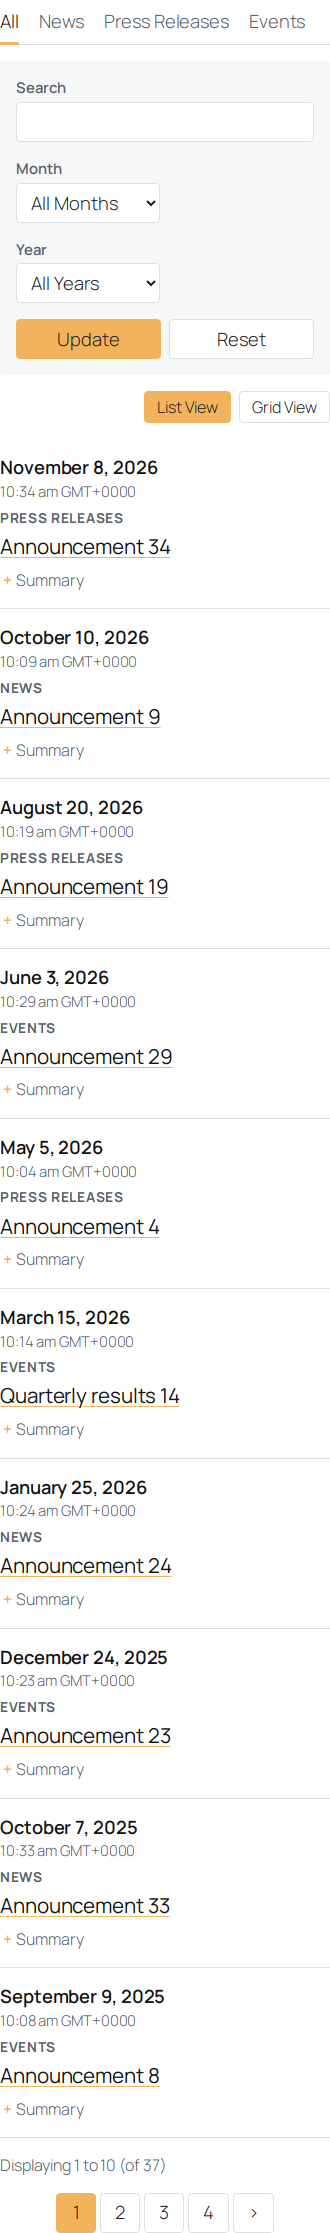 All News Press Releases Events
Search
Month
All Months
Year
All Years
Update Reset
List View Grid View
November 8, 2026
10:34 am GMT+0000
PRESS RELEASES
Announcement 34
+ Summary
October 10, 2026
10:09 am GMT+0000
NEWS
Announcement 9
+ Summary
August 20, 2026
10:19 am GMT+0000
PRESS RELEASES
Announcement 19
+ Summary
June 3, 2026
10:29 am GMT+0000
EVENTS
Announcement 29
+ Summary
May 5, 2026
10:04 am GMT+0000
PRESS RELEASES
Announcement 4
+ Summary
March 15, 2026
10:14 am GMT+0000
EVENTS
Quarterly results 14
+ Summary
January 25, 2026
10:24 am GMT+0000
NEWS
Announcement 24
+ Summary
December 24, 2025
10:23 am GMT+0000
EVENTS
Announcement 23
+ Summary
October 7, 2025
10:33 am GMT+0000
NEWS
Announcement 33
+ Summary
September 9, 2025
10:08 am GMT+0000
EVENTS
Announcement 8
+ Summary
Displaying 1 to 10 (of 37)
1 2 3 4 ›